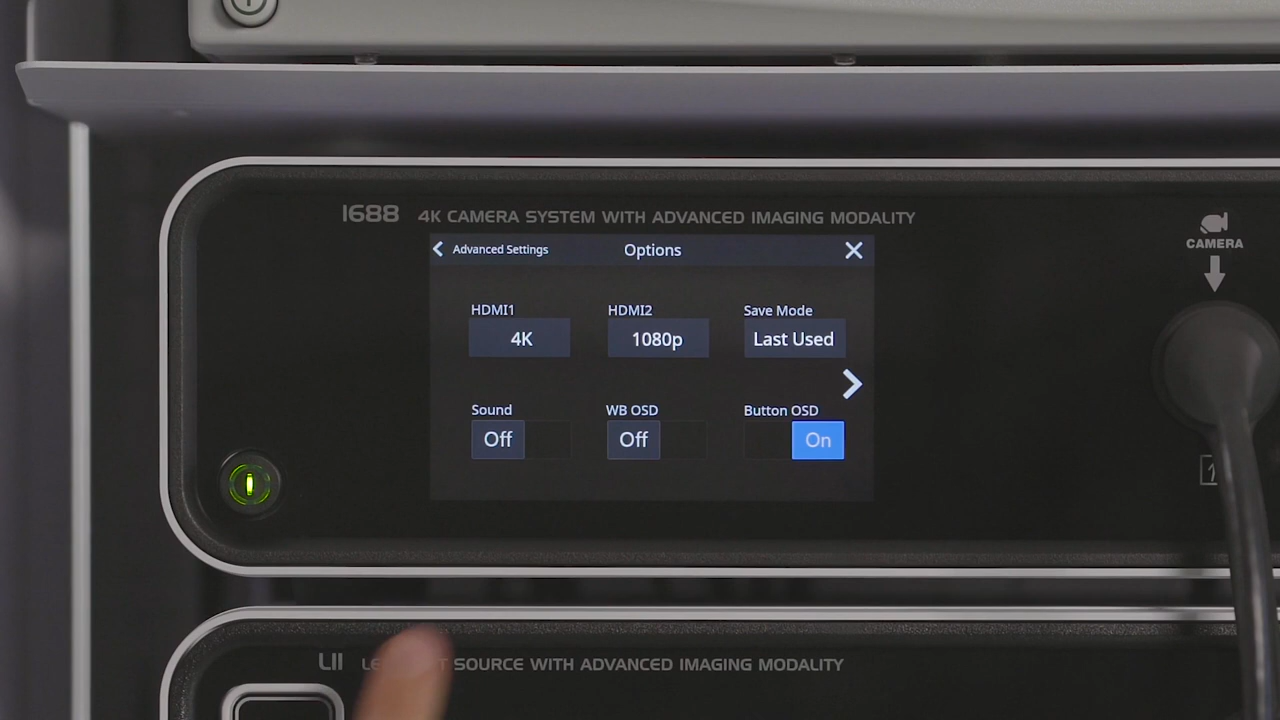 1688 4K CAMERA SYSTEM WITH ADVANCED IMAGING MODALITY
CAMERA
Advanced Settings Options
HDMI1 HDMI2 Save Mode
4K 1080p Last Used
Sound WB OSD Button OSD
Off Off On
L11 SOURCE WITH ADVANCED IMAGING MODALITY